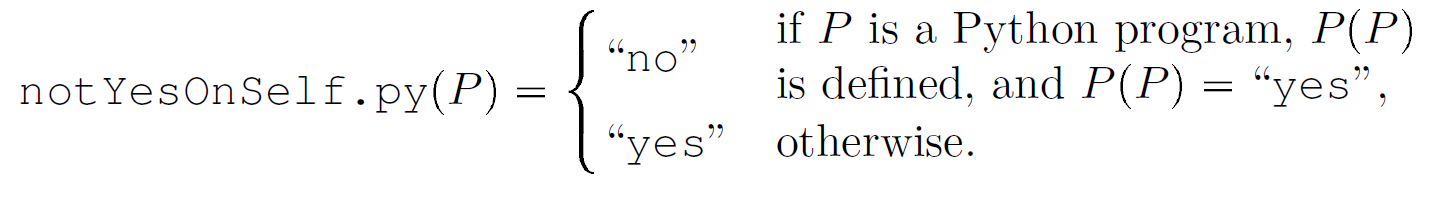 notYesOnSelf.py(P) = { “no” if P is a Python program, P(P)
is defined, and P(P) = “yes”,
“yes” otherwise.